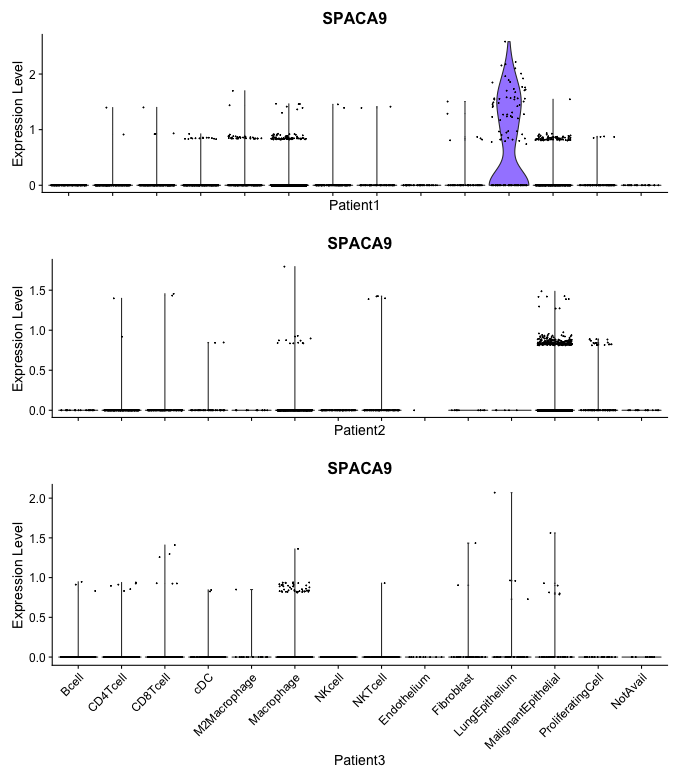 SPACA9
Expression Level
2
1
0
Patient1
SPACA9
Expression Level
1.5
1.0
0.5
0.0
Patient2
SPACA9
Expression Level
2.0
1.5
1.0
0.5
0.0
Bcell
CD4Tcell
CD8Tcell
cDC
M2Macrophage
Macrophage
NKcell
NKTcell
Endothelium
Fibroblast
LungEpithelium
MalignantEpithelial
ProliferatingCell
NotAvail
Patient3